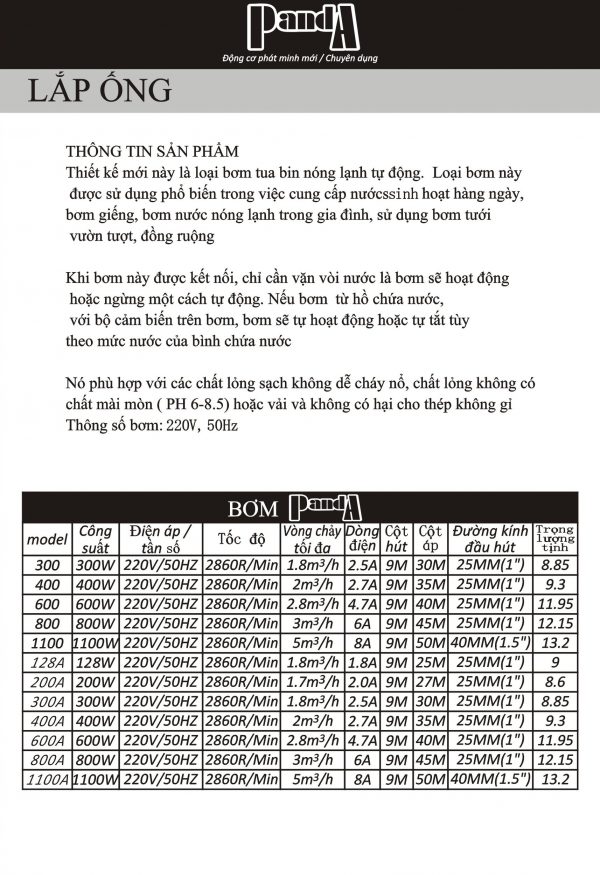 PandA
Động cơ phát minh mới / Chuyên dụng
LẮP ỐNG
THÔNG TIN SẢN PHẨM
Thiết kế mới này là loại bơm tua bin nóng lạnh tự động. Loại bơm này
được sử dụng phổ biến trong việc cung cấp nướcssinh hoạt hàng ngày,
bơm giếng, bơm nước nóng lạnh trong gia đình, sử dụng bơm tưới
vườn tượt, đồng ruộng
Khi bơm này được kết nối, chỉ cần vặn vòi nước là bơm sẽ hoạt động
hoặc ngừng một cách tự động. Nếu bơm từ hồ chứa nước,
với bộ cảm biến trên bơm, bơm sẽ tự hoạt động hoặc tự tắt tùy
theo mức nước của bình chứa nước
Nó phù hợp với các chất lỏng sạch không dễ cháy nổ, chất lỏng không có
chất mài mòn ( PH 6-8.5) hoặc vải và không có hại cho thép không gỉ
Thông số bơm: 220V, 50Hz
BƠM PandA
model Công suất Điện áp / tần số Tốc độ Vòng chảy tối đa Dòng điện Cột hút Cột áp Đường kính đầu hút Trọng lượng tịnh
300 300W 220V/50HZ 2860R/Min 1.8m³/h 2.5A 9M 30M 25MM(1") 8.85
400 400W 220V/50HZ 2860R/Min 2m³/h 2.7A 9M 35M 25MM(1") 9.3
600 600W 220V/50HZ 2860R/Min 2.8m³/h 4.7A 9M 40M 25MM(1") 11.95
800 800W 220V/50HZ 2860R/Min 3m³/h 6A 9M 45M 25MM(1") 12.15
1100 1100W 220V/50HZ 2860R/Min 5m³/h 8A 9M 50M 40MM(1.5") 13.2
128A 128W 220V/50HZ 2860R/Min 1.8m³/h 1.8A 9M 25M 25MM(1") 9
200A 200W 220V/50HZ 2860R/Min 1.7m³/h 2.0A 9M 27M 25MM(1") 8.6
300A 300W 220V/50HZ 2860R/Min 1.8m³/h 2.5A 9M 30M 25MM(1") 8.85
400A 400W 220V/50HZ 2860R/Min 2m³/h 2.7A 9M 35M 25MM(1") 9.3
600A 600W 220V/50HZ 2860R/Min 2.8m³/h 4.7A 9M 40M 25MM(1") 11.95
800A 800W 220V/50HZ 2860R/Min 3m³/h 6A 9M 45M 25MM(1") 12.15
1100A 1100W 220V/50HZ 2860R/Min 5m³/h 8A 9M 50M 40MM(1.5") 13.2